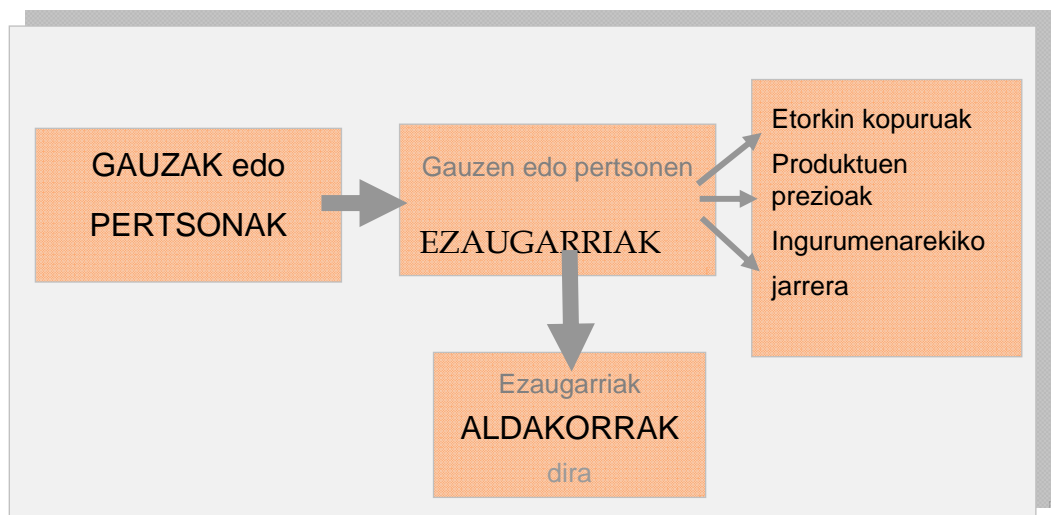 GAUZAK edo
PERTSONAK
Gauzen edo pertsonen
EZAUGARRIAK
Etorkin kopuruak
Produktuen
prezioak
Ingurumenarekiko
jarrera
Ezaugarriak
ALDAKORRAK
dira